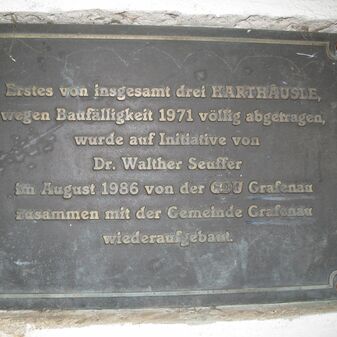 Erstes von insgesamt drei HARTHÄUSLE,
wegen Baufälligkeit 1971 völlig abgetragen,
wurde auf Initiative von
Dr. Walther Seuffer
im August 1986 von der CDU Grafenau
zusammen mit der Gemeinde Grafenau
wiederaufgebaut.